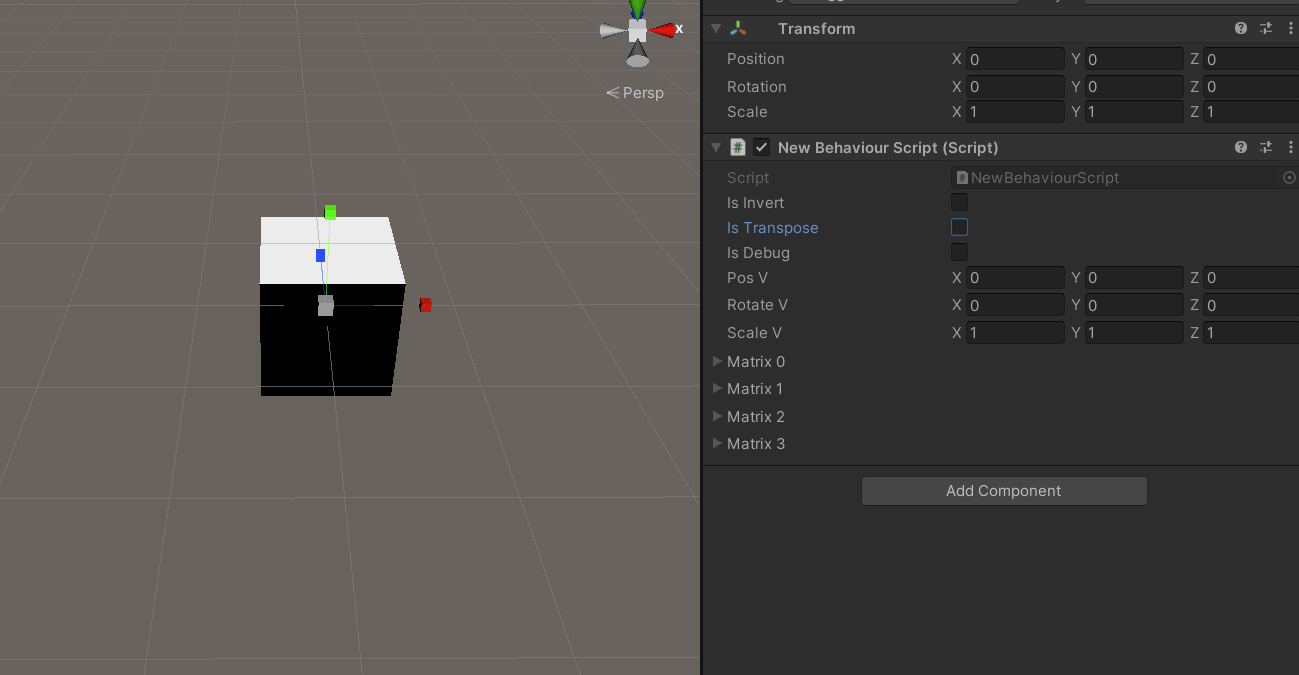 x
Persp
Transform
Position X 0 Y 0 Z 0
Rotation X 0 Y 0 Z 0
Scale X 1 Y 1 Z 1
# New Behaviour Script (Script)
Script # NewBehaviourScript
Is Invert
Is Transpose
Is Debug
Pos V X 0 Y 0 Z 0
Rotate V X 0 Y 0 Z 0
Scale V X 1 Y 1 Z 1
Matrix 0
Matrix 1
Matrix 2
Matrix 3
Add Component